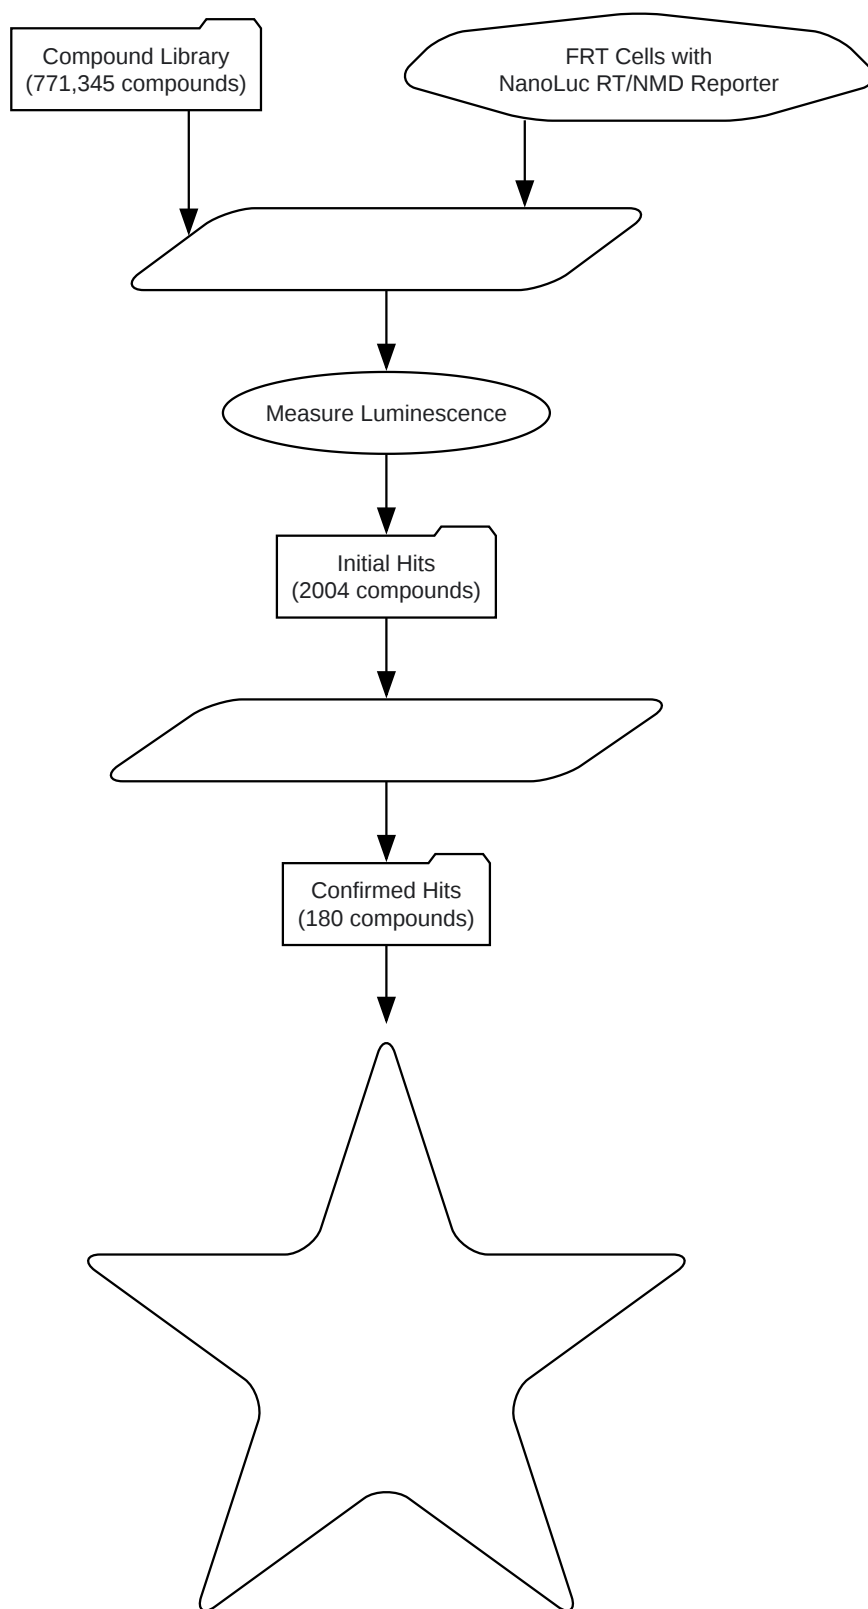 Compound Library
(771,345 compounds)
FRT Cells with
NanoLuc RT/NMD Reporter
Measure Luminescence
Initial Hits
(2004 compounds)
Confirmed Hits
(180 compounds)